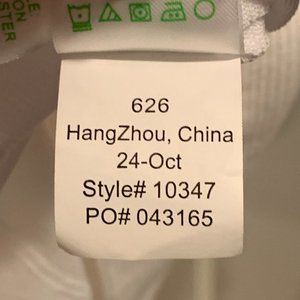 626
HangZhou, China
24-Oct
Style# 10347
PO# 043165